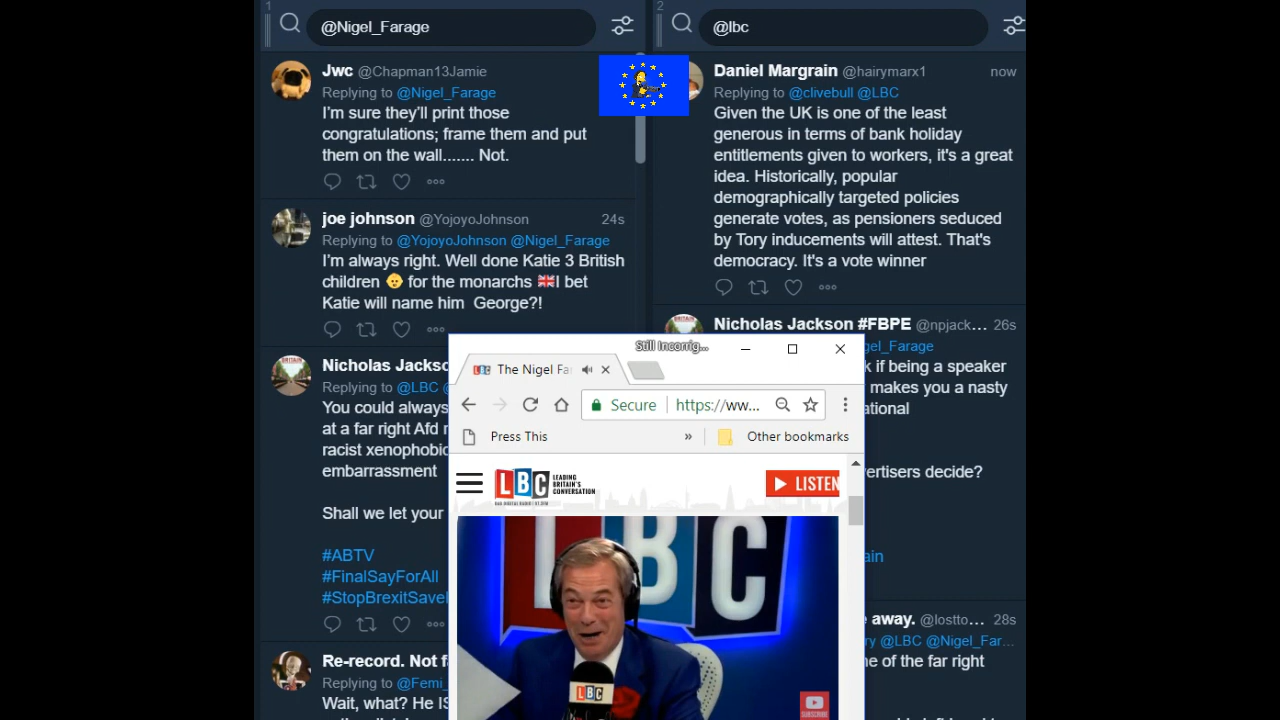 1
@Nigel_Farage
Jwc @Chapman13Jamie
Replying to @Nigel_Farage
I'm sure they'll print those
congratulations; frame them and put
them on the wall....... Not.
joe johnson @YojoyoJohnson 24s
Replying to @YojoyoJohnson @Nigel_Farage
I'm always right. Well done Katie 3 British
children 👶 for the monarchs 🇬🇧I bet
Katie will name him George?!
Nicholas Jackso
Replying to @LBC
You could always
at a far right Afd
racist xenophobic
embarrassment
Shall we let your
#ABTV
#FinalSayForAll
#StopBrexitSave
Re-record. Not f
Replying to @Femi_
Wait, what? He IS
2
@lbc
Daniel Margrain @hairymarx1 now
Replying to @clivebull @LBC
Given the UK is one of the least
generous in terms of bank holiday
entitlements given to workers, it's a great
idea. Historically, popular
demographically targeted policies
generate votes, as pensioners seduced
by Tory inducements will attest. That's
democracy. It's a vote winner
Nicholas Jackson #FBPE @npjack... 26s
gel_Farage
k if being a speaker
makes you a nasty
ational
vertisers decide?
ain
e away. @lostto... 28s
ry @LBC @Nigel_Far...
ne of the far right
Still Incorrig...
LBC The Nigel Fa
Secure https://ww...
Press This » Other bookmarks
LBC LEADING
BRITAIN'S
CONVERSATION
LISTEN
LBC
LBC
SUBSCRIBE